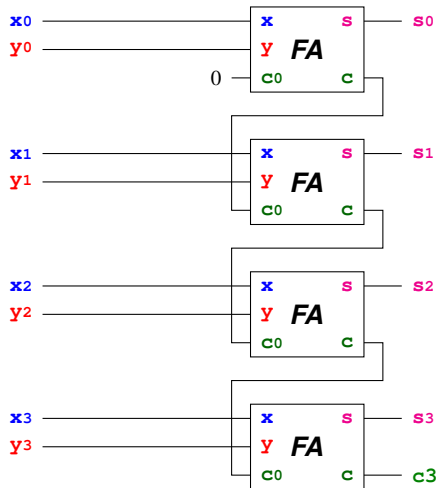 x0 x s s0
y0 y FA
0 c0 c
x1 x s s1
y1 y FA
c0 c
x2 x s s2
y2 y FA
c0 c
x3 x s s3
y3 y FA
c0 c c3